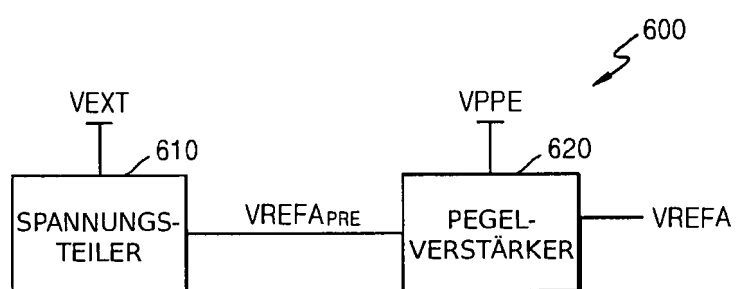 600
VEXT
VPPE
610
620
SPANNUNGS-
TEILER
VREFAPRE
PEGEL-
VERSTÄRKER
VREFA